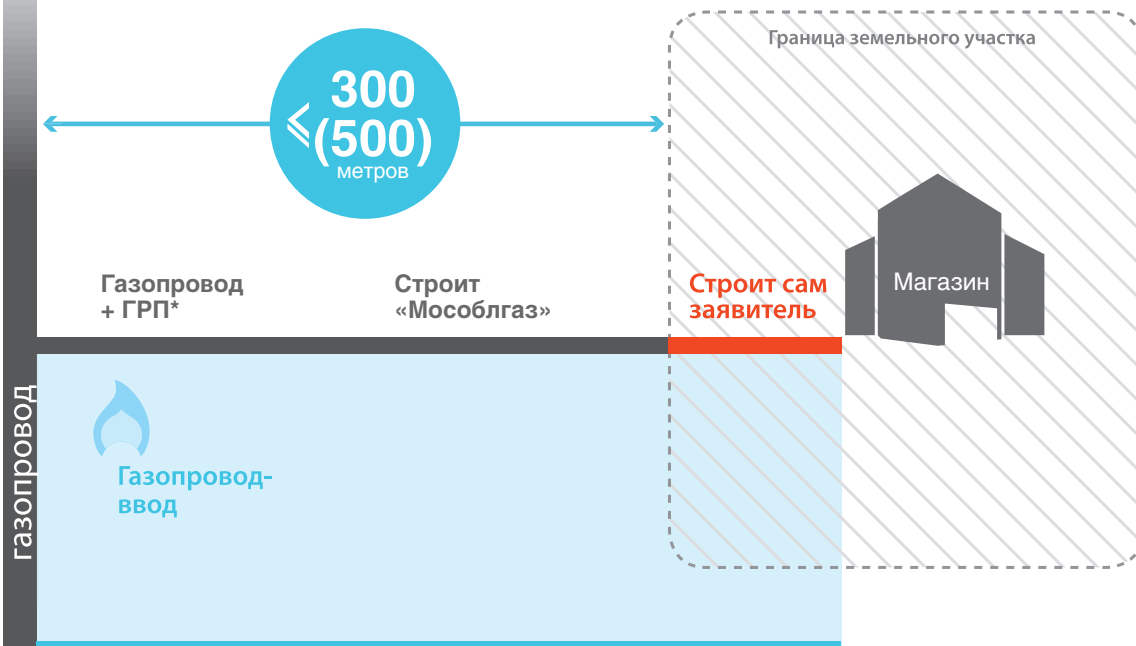 Граница земельного участка
⩽ 300
(500)
метров
Газопровод
+ ГРП*
Строит
«Мособлгаз»
Строит сам
заявитель
Магазин
газопровод
Газопровод-
ввод